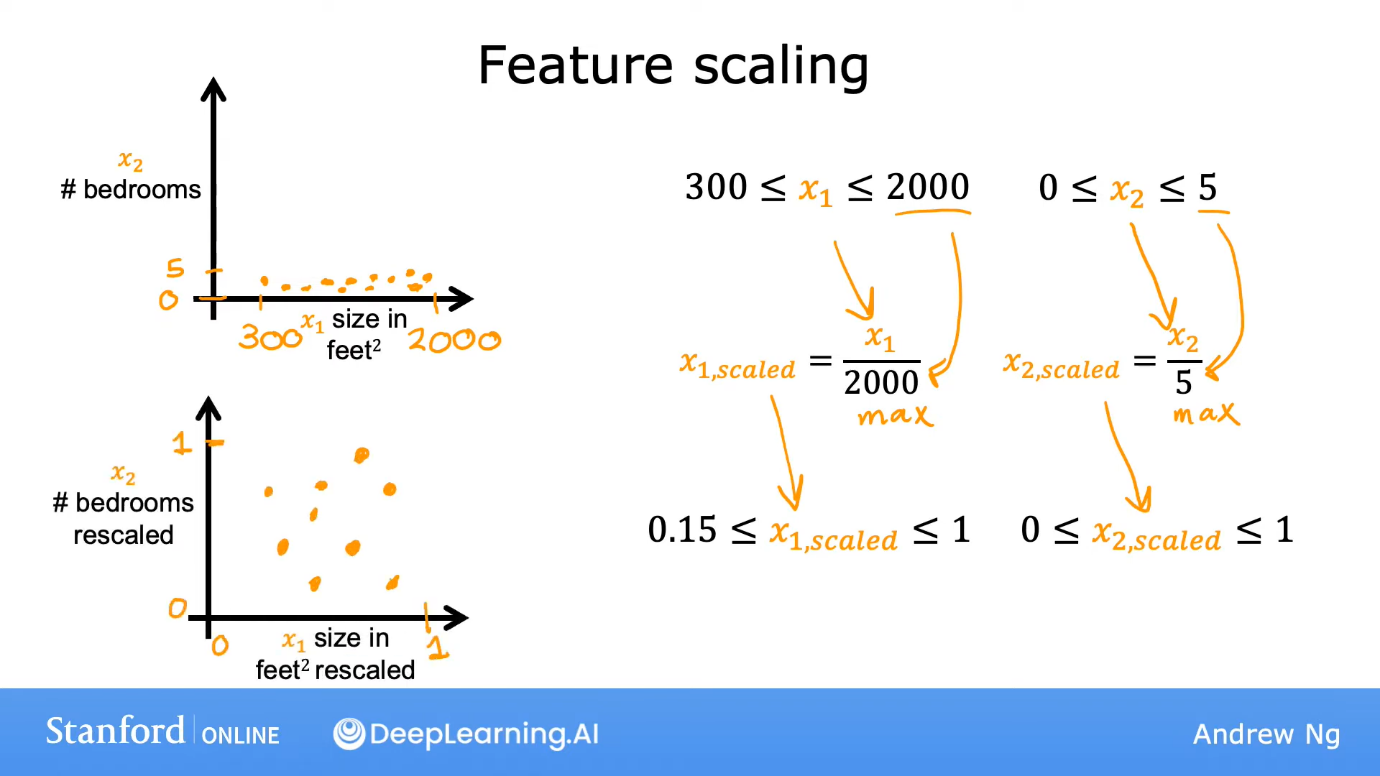 Feature scaling
x₂
# bedrooms
5
0
300
x₁ size in
feet²
2000
1
x₂
# bedrooms
rescaled
0
0
x₁ size in
feet² rescaled
1
300 ≤ x₁ ≤ 2000
x₁,scaled = x₁/2000
max
0.15 ≤ x₁,scaled ≤ 1
0 ≤ x₂ ≤ 5
x₂,scaled = x₂/5
max
0 ≤ x₂,scaled ≤ 1
Stanford ONLINE
DeepLearning.AI
Andrew Ng